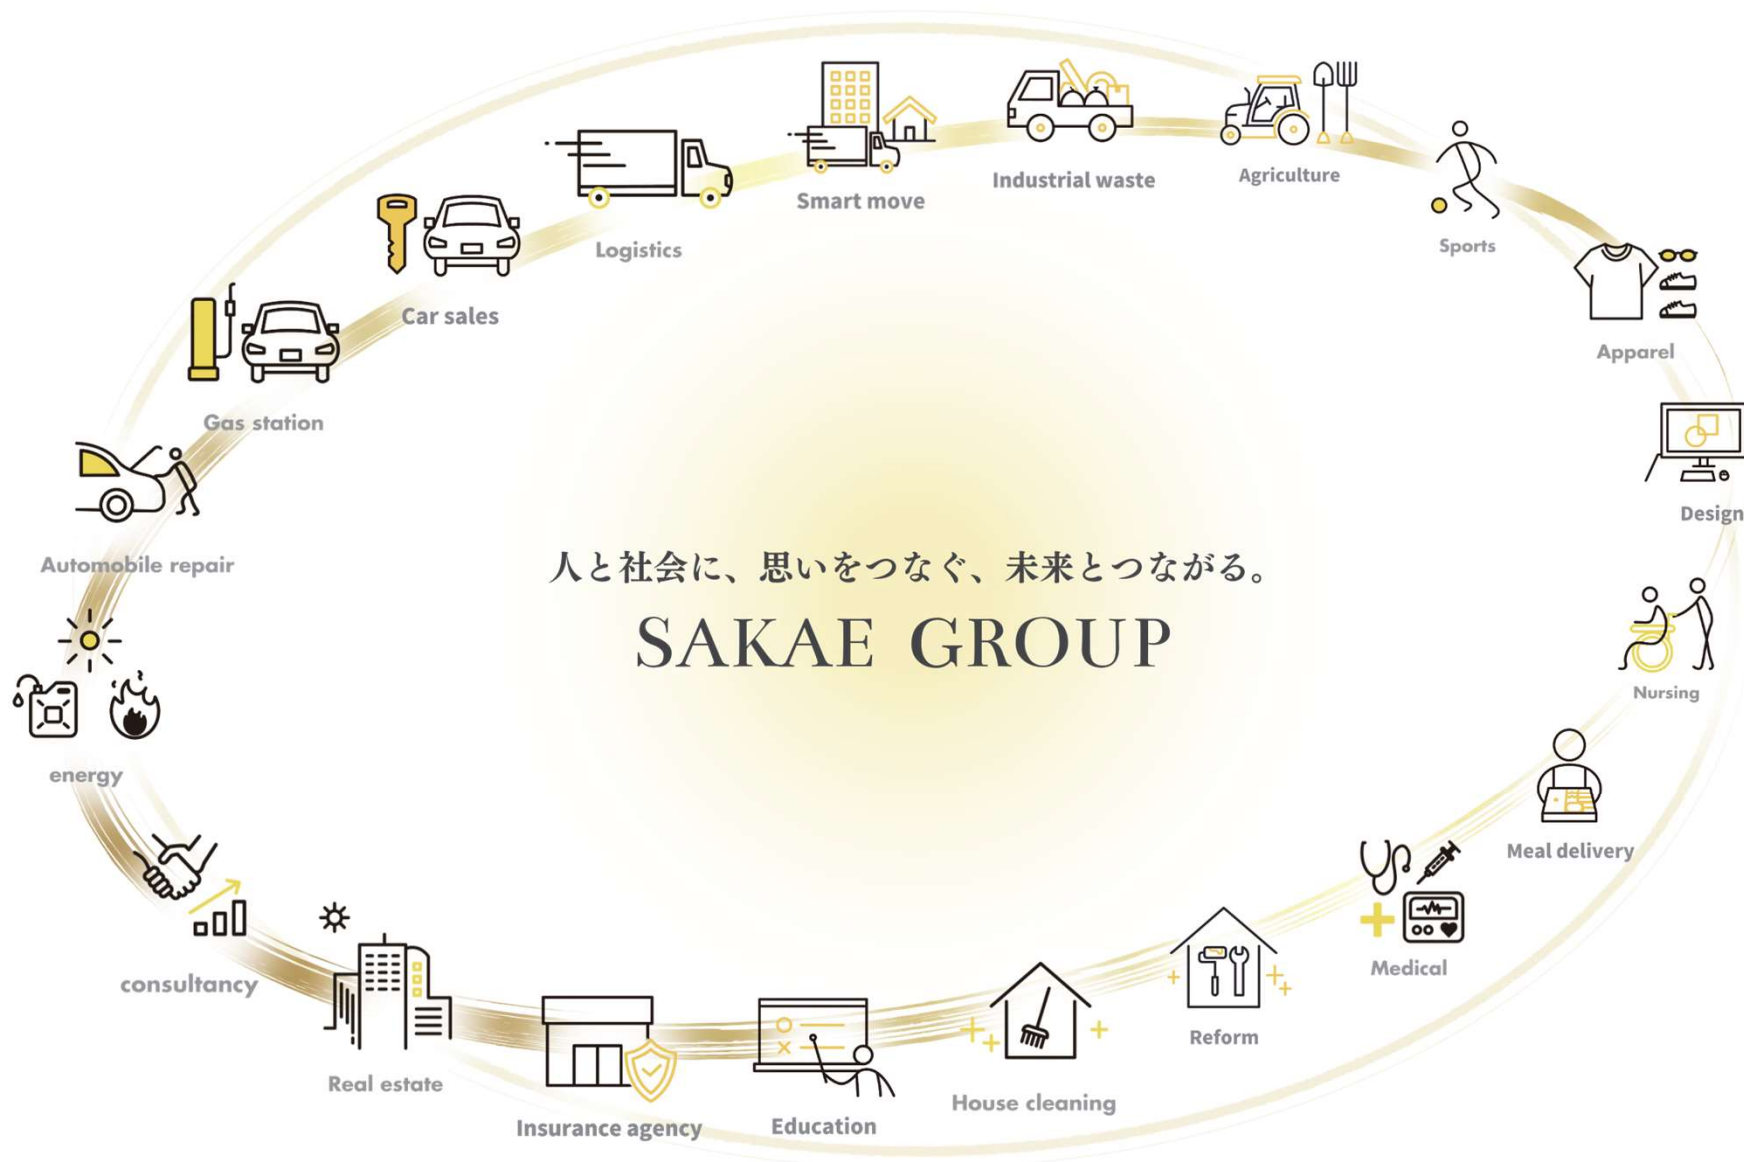 Smart move
Industrial waste
Agriculture
Sports
Logistics
Car sales
Apparel
Gas station
Design
Automobile repair
人と社会に、思いをつなぐ、未来とつながる。
SAKAE GROUP
Nursing
energy
Meal delivery
consultancy
Medical
Reform
Real estate
House cleaning
Insurance agency
Education